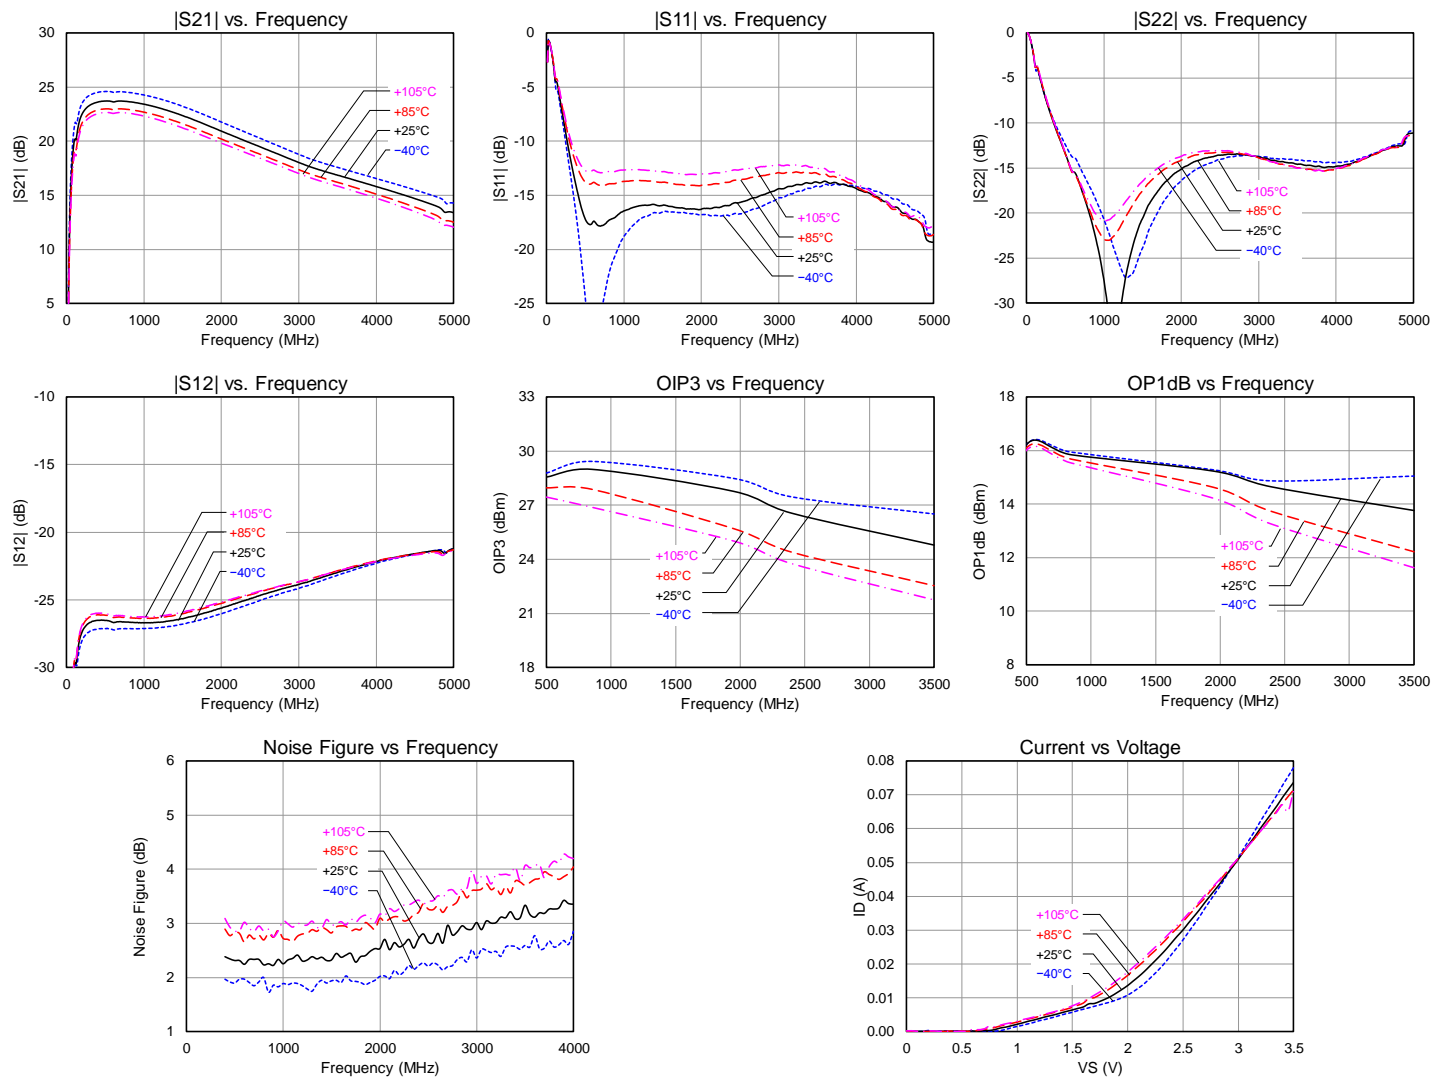 |S21| vs. Frequency
30
25
20
15
10
5
|S21| (dB)
+105°C
+85°C
+25°C
−40°C
0 1000 2000 3000 4000 5000
Frequency (MHz)
|S11| vs. Frequency
0
-5
-10
-15
-20
-25
|S11| (dB)
+105°C
+85°C
+25°C
−40°C
0 1000 2000 3000 4000 5000
Frequency (MHz)
|S22| vs. Frequency
0
-5
-10
-15
-20
-25
-30
|S22| (dB)
+105°C
+85°C
+25°C
−40°C
0 1000 2000 3000 4000 5000
Frequency (MHz)
|S12| vs. Frequency
-10
-15
-20
-25
-30
|S12| (dB)
+105°C
+85°C
+25°C
−40°C
0 1000 2000 3000 4000 5000
Frequency (MHz)
OIP3 vs Frequency
33
30
27
24
21
18
OIP3 (dBm)
+105°C
+85°C
+25°C
−40°C
500 1000 1500 2000 2500 3000 3500
Frequency (MHz)
OP1dB vs Frequency
18
16
14
12
10
8
OP1dB (dBm)
+105°C
+85°C
+25°C
−40°C
500 1000 1500 2000 2500 3000 3500
Frequency (MHz)
Noise Figure vs Frequency
6
5
4
3
2
1
Noise Figure (dB)
+105°C
+85°C
+25°C
−40°C
0 1000 2000 3000 4000
Frequency (MHz)
Current vs Voltage
0.08
0.07
0.06
0.05
0.04
0.03
0.02
0.01
0.00
ID (A)
+105°C
+85°C
+25°C
−40°C
0 0.5 1 1.5 2 2.5 3 3.5
VS (V)